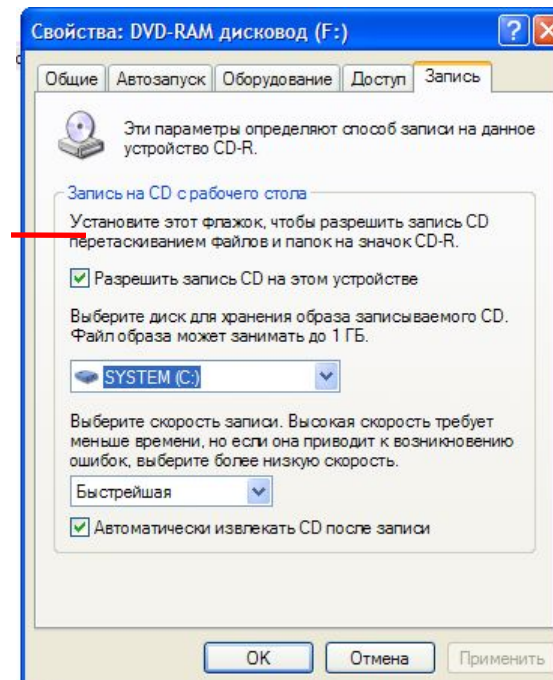 Свойства: DVD-RAM дисковод (F:)
Общие Автозапуск Оборудование Доступ Запись
Эти параметры определяют способ записи на данное
устройство CD-R.
Запись на CD с рабочего стола
Установите этот флажок, чтобы разрешить запись CD
перетаскиванием файлов и папок на значок CD-R.
Разрешить запись CD на этом устройстве
Выберите диск для хранения образа записываемого CD.
Файл образа может занимать до 1 ГБ.
SYSTEM (C:)
Выберите скорость записи. Высокая скорость требует
меньше времени, но если она приводит к возникновению
ошибок, выберите более низкую скорость.
Быстрейшая
Автоматически извлекать CD после записи
OK Отмена Применить